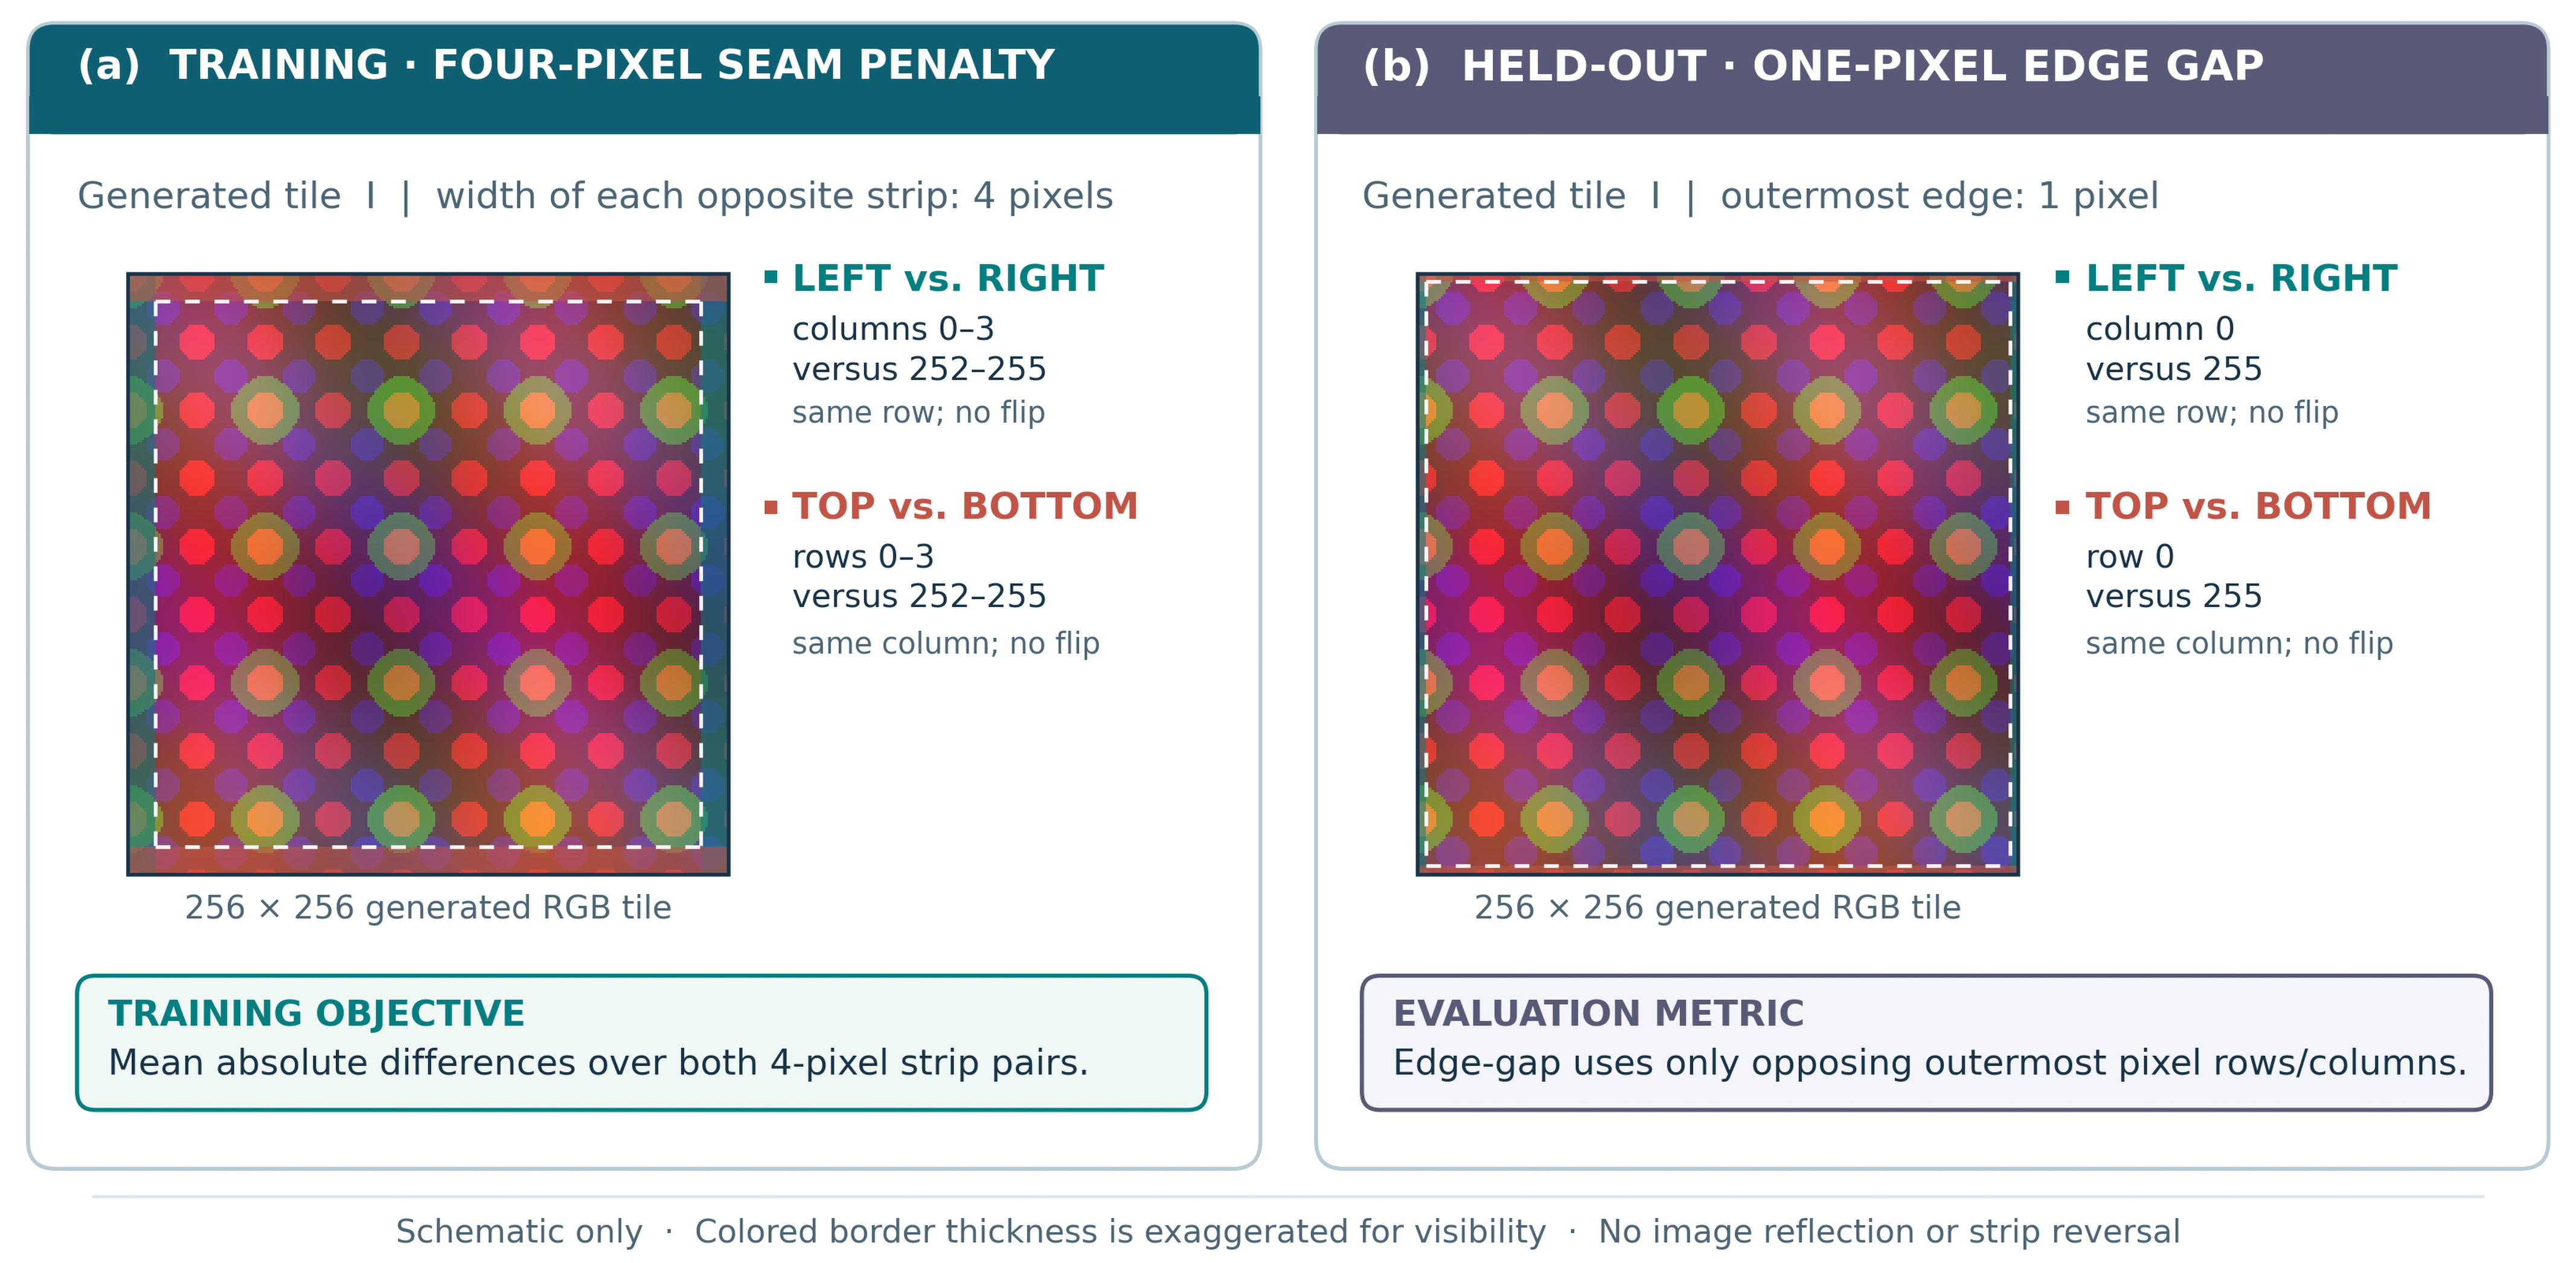 (a) TRAINING · FOUR-PIXEL SEAM PENALTY
Generated tile I | width of each opposite strip: 4 pixels
LEFT vs. RIGHT
columns 0–3
versus 252–255
same row; no flip
TOP vs. BOTTOM
rows 0–3
versus 252–255
same column; no flip
256 × 256 generated RGB tile
TRAINING OBJECTIVE
Mean absolute differences over both 4-pixel strip pairs.
(b) HELD-OUT · ONE-PIXEL EDGE GAP
Generated tile I | outermost edge: 1 pixel
LEFT vs. RIGHT
column 0
versus 255
same row; no flip
TOP vs. BOTTOM
row 0
versus 255
same column; no flip
256 × 256 generated RGB tile
EVALUATION METRIC
Edge-gap uses only opposing outermost pixel rows/columns.
Schematic only · Colored border thickness is exaggerated for visibility · No image reflection or strip reversal